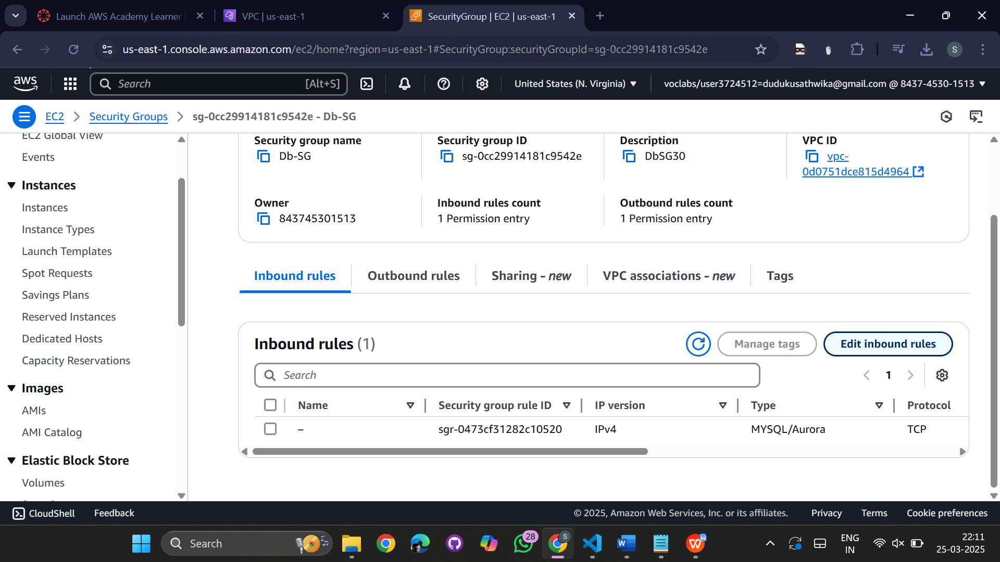 Launch AWS Academy Learner
VPC | us-east-1
SecurityGroup | EC2 | us-east-1
us-east-1.console.aws.amazon.com/ec2/home?region=us-east-1#SecurityGroup:securityGroupId=sg-0cc29914181c9542e
S
aws
Search
[Alt+S]
United States (N. Virginia)
voclabs/user3724512=dudukusathwika@gmail.com @ 8437-4530-1513
EC2
Security Groups
sg-0cc29914181c9542e - Db-SG
EC2 Global View
Events
Instances
Instances
Instance Types
Launch Templates
Spot Requests
Savings Plans
Reserved Instances
Dedicated Hosts
Capacity Reservations
Images
AMIs
AMI Catalog
Elastic Block Store
Volumes
Security group name
Db-SG
Security group ID
sg-0cc29914181c9542e
Description
DbSG30
VPC ID
vpc-
0d0751dce815d4964
Owner
843745301513
Inbound rules count
1 Permission entry
Outbound rules count
1 Permission entry
Inbound rules
Outbound rules
Sharing - new
VPC associations - new
Tags
Inbound rules (1)
Manage tags
Edit inbound rules
Search
1
Name
Security group rule ID
IP version
Type
Protocol
–
sgr-0473cf31282c10520
IPv4
MYSQL/Aurora
TCP
CloudShell
Feedback
© 2025, Amazon Web Services, Inc. or its affiliates.
Privacy
Terms
Cookie preferences
Search
28
S
W
W
ENG
IN
22:11
25-03-2025